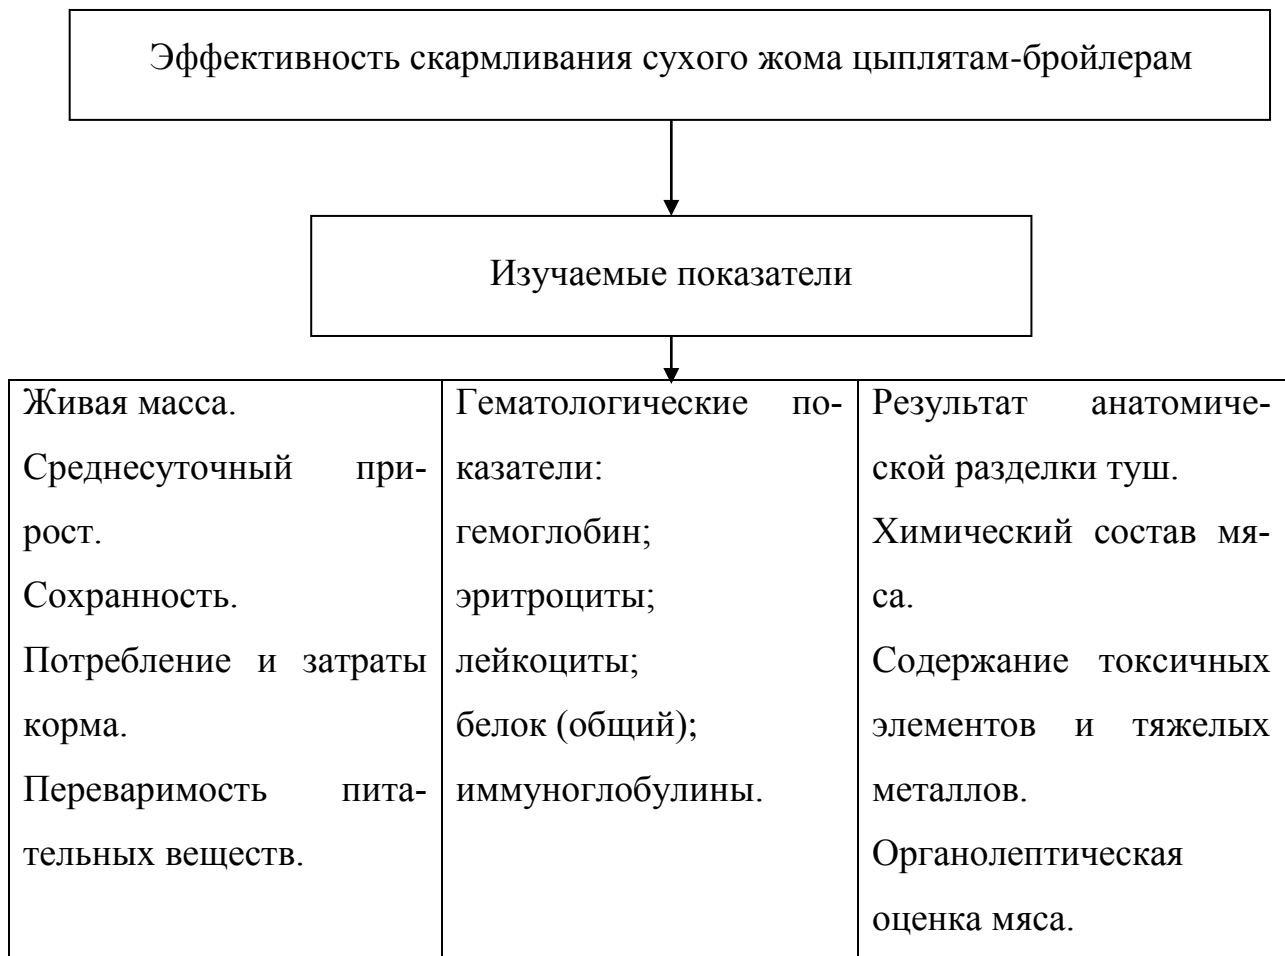 Эффективность скармливания сухого жома цыплятам-бройлерам
Изучаемые показатели
Живая масса.
Среднесуточный при-
рост.
Сохранность.
Потребление и затраты
корма.
Переваримость пита-
тельных веществ.
Гематологические по-
казатели:
гемоглобин;
эритроциты;
лейкоциты;
белок (общий);
иммуноглобулины.
Результат анатомиче-
ской разделки туш.
Химический состав мя-
са.
Содержание токсичных
элементов и тяжелых
металлов.
Органолептическая
оценка мяса.